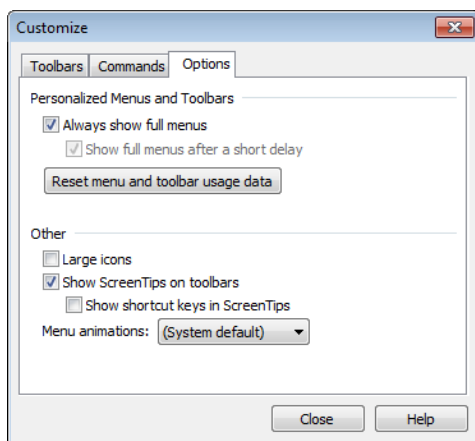 Customize
Toolbars Commands Options
Personalized Menus and Toolbars
Always show full menus
Show full menus after a short delay
Reset menu and toolbar usage data
Other
Large icons
Show ScreenTips on toolbars
Show shortcut keys in ScreenTips
Menu animations: (System default)
Close Help